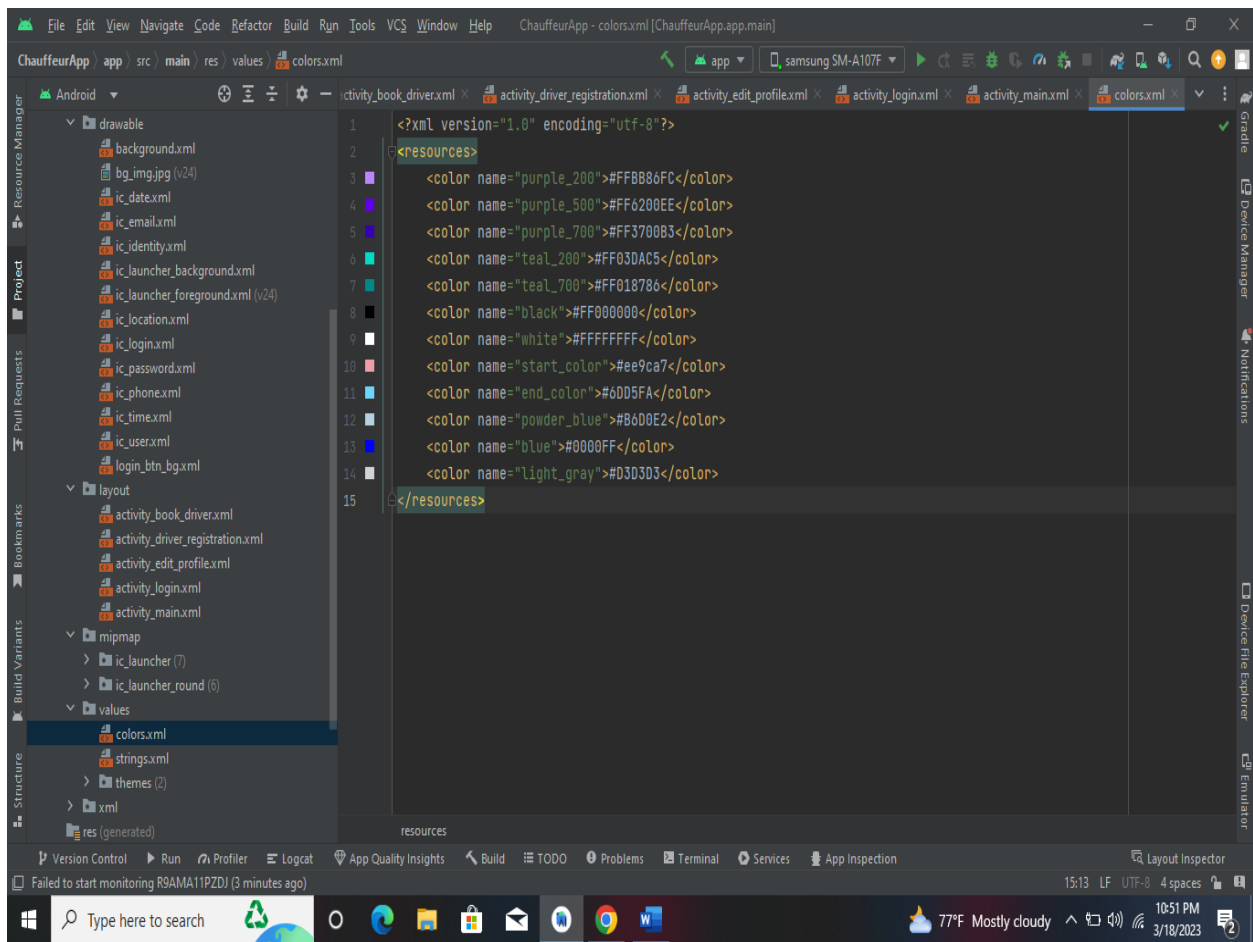 File Edit View Navigate Code Refactor Build Run Tools VCS Window Help ChauffeurApp - colors.xml [ChauffeurApp.app.main]
ChauffeurApp app src main res values colors.xml app samsung SM-A107F
Android ctivity_book_driver.xml activity_driver_registration.xml activity_edit_profile.xml activity_login.xml activity_main.xml colors.xml
Resource Manager
Project
Pull Requests
Bookmarks
Build Variants
Structure
drawable
background.xml
bg_img.jpg (v24)
ic_date.xml
ic_email.xml
ic_identity.xml
ic_launcher_background.xml
ic_launcher_foreground.xml (v24)
ic_location.xml
ic_login.xml
ic_password.xml
ic_phone.xml
ic_time.xml
ic_user.xml
login_btn_bg.xml
layout
activity_book_driver.xml
activity_driver_registration.xml
activity_edit_profile.xml
activity_login.xml
activity_main.xml
mipmap
ic_launcher (7)
ic_launcher_round (6)
values
colors.xml
strings.xml
themes (2)
xml
res (generated)
1 <?xml version="1.0" encoding="utf-8"?>
2 <resources>
3 <color name="purple_200">#FFBB86FC</color>
4 <color name="purple_500">#FF6200EE</color>
5 <color name="purple_700">#FF3700B3</color>
6 <color name="teal_200">#FF03DAC5</color>
7 <color name="teal_700">#FF018786</color>
8 <color name="black">#FF000000</color>
9 <color name="white">#FFFFFFFF</color>
10 <color name="start_color">#ee9ca7</color>
11 <color name="end_color">#6DD5FA</color>
12 <color name="powder_blue">#B6D0E2</color>
13 <color name="blue">#0000FF</color>
14 <color name="light_gray">#D3D3D3</color>
15 </resources>
resources
Gradle
Device Manager
Notifications
Device File Explorer
Emulator
Version Control Run Profiler Logcat App Quality Insights Build TODO Problems Terminal Services App Inspection Layout Inspector
Failed to start monitoring R9AMA11PZDJ (3 minutes ago) 15:13 LF UTF-8 4 spaces
Type here to search 77°F Mostly cloudy 10:51 PM
3/18/2023
2